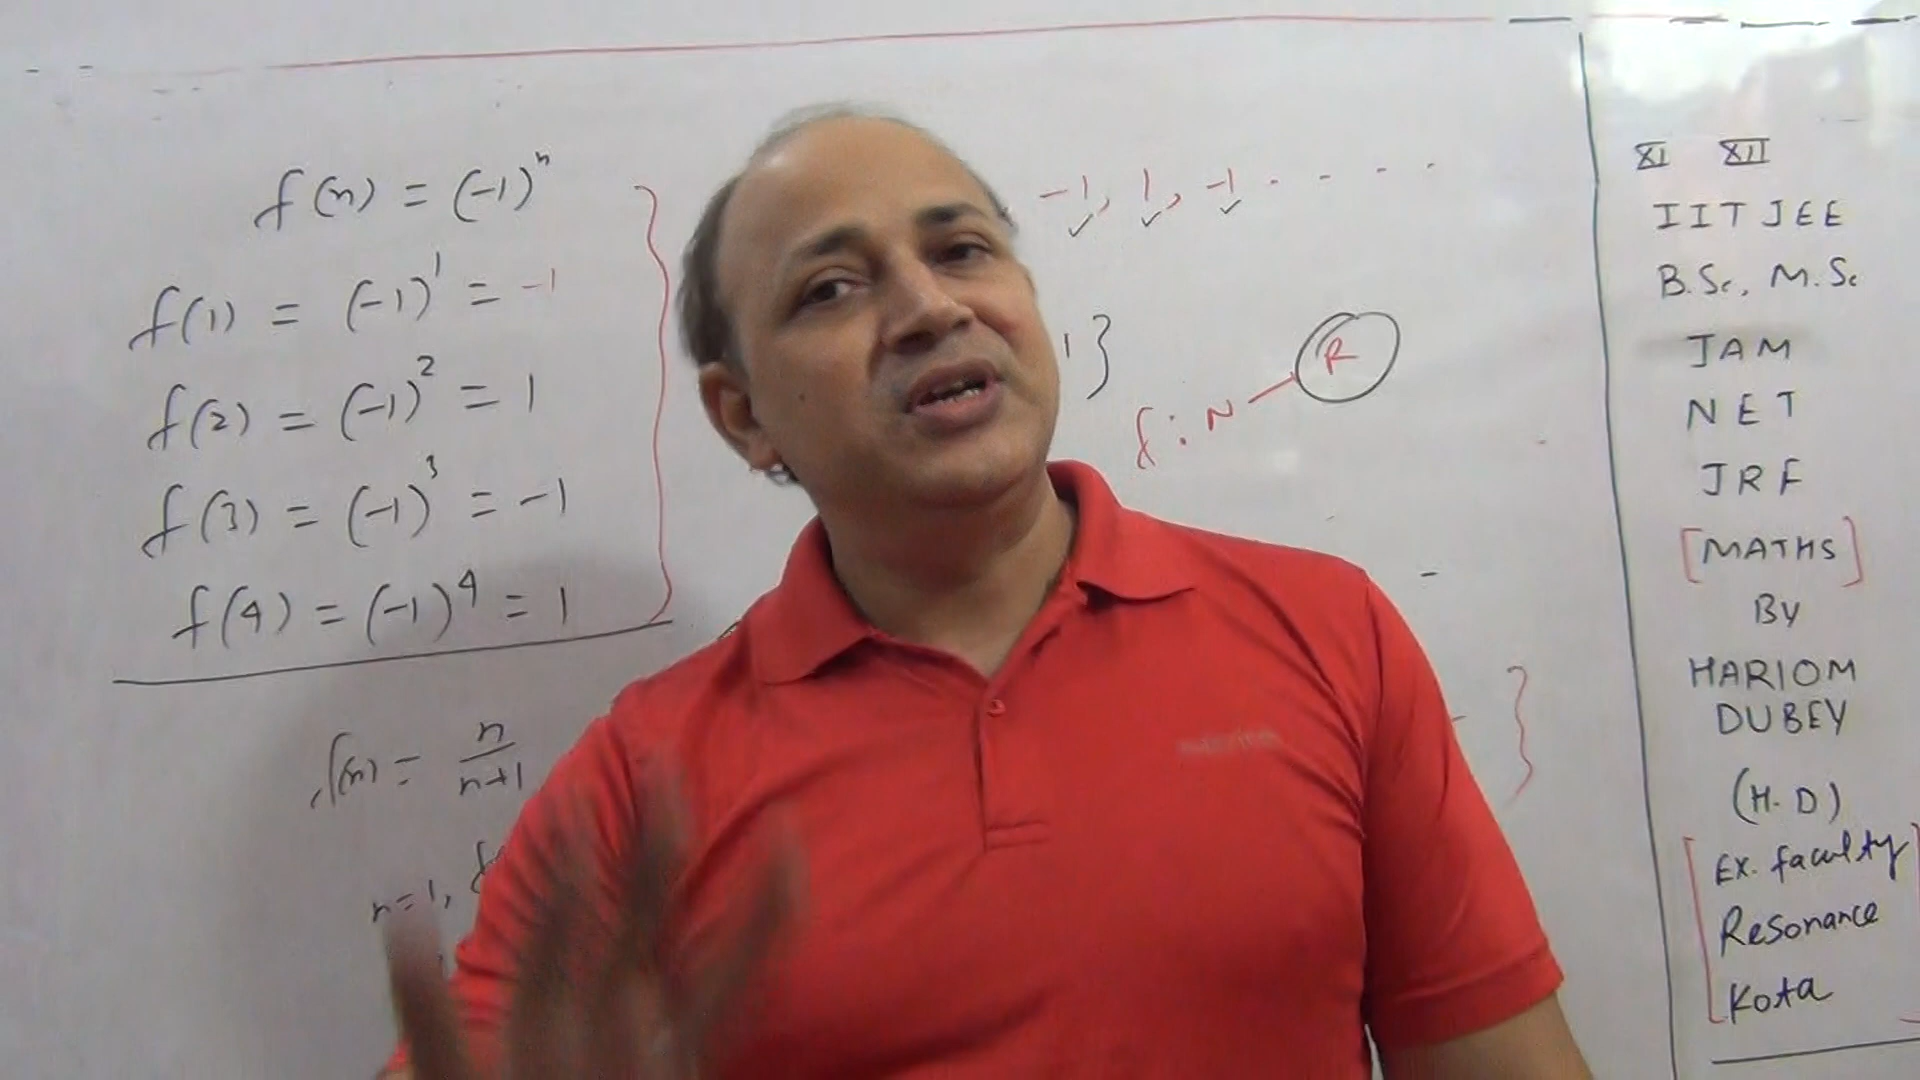 f(n) = (-1)^n
f(1) = (-1)^1 = -1
f(2) = (-1)^2 = 1
f(3) = (-1)^3 = -1
f(4) = (-1)^4 = 1
f(n) = n/(n+1)
n=1, f
-1, 1, -1 . . . . .
1}
f : N — R
}
XI XII
IIT JEE
B.Sc, M.Sc
JAM
NET
JRF
[MATHS]
By
HARIOM
DUBEY
(H.D)
[Ex. faculty
Resonance
Kota